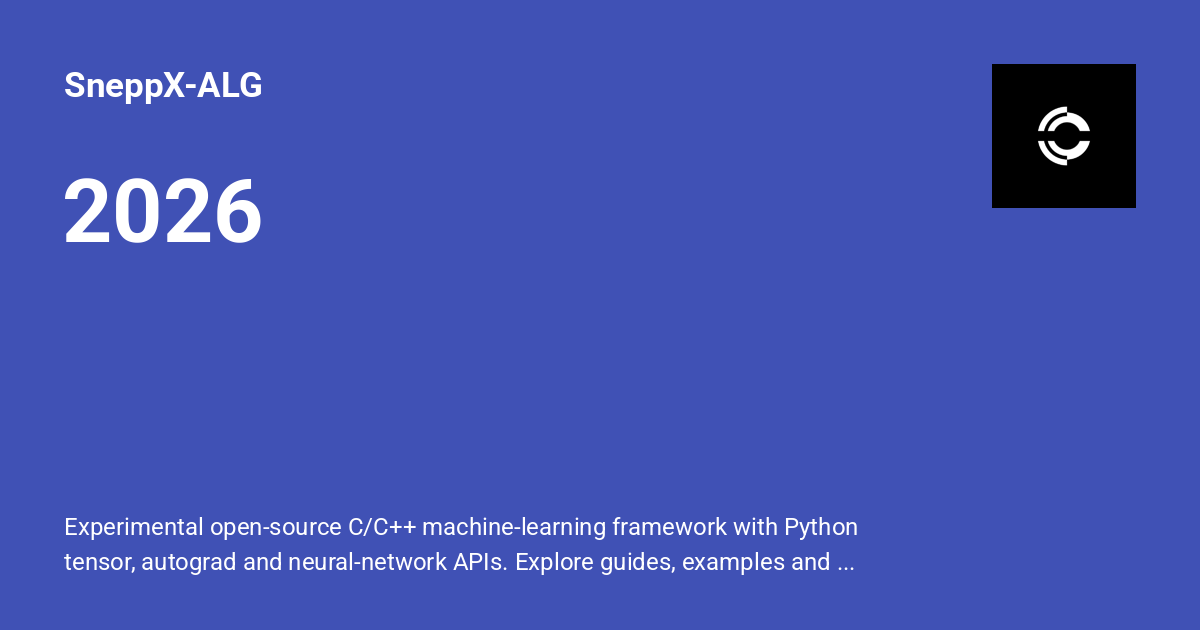 SneppX-ALG
2026
Experimental open-source C/C++ machine-learning framework with Python
tensor, autograd and neural-network APIs. Explore guides, examples and ...